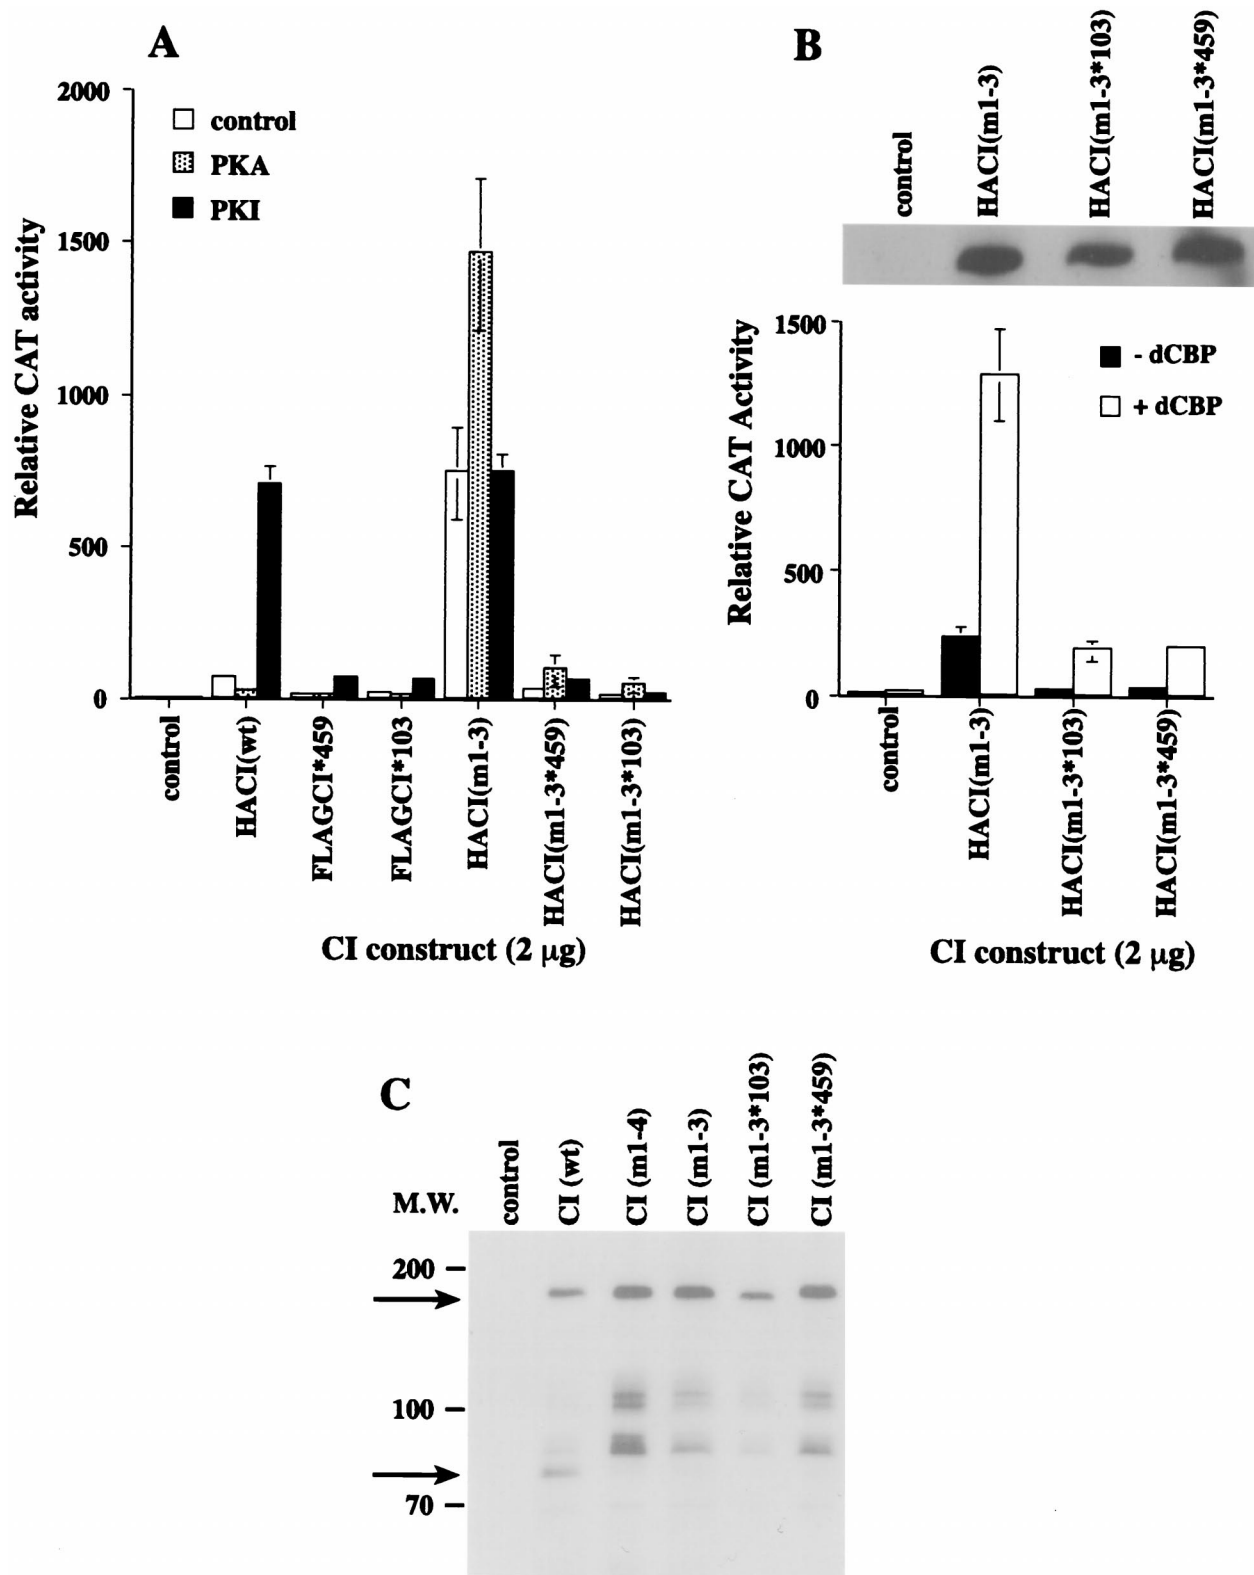 A
2000
1500
1000
500
0
Relative CAT activity
control
PKA
PKI
control
HACI(wt)
FLAGCI*459
FLAGCI*103
HACI(m1-3)
HACI(m1-3*459)
HACI(m1-3*103)
CI construct (2 μg)
B
control
HACI(m1-3)
HACI(m1-3*103)
HACI(m1-3*459)
1500
1000
500
0
Relative CAT Activity
- dCBP
+ dCBP
control
HACI(m1-3)
HACI(m1-3*103)
HACI(m1-3*459)
CI construct (2 μg)
C
M.W.
control
CI (wt)
CI (m1-4)
CI (m1-3)
CI (m1-3*103)
CI (m1-3*459)
200
100
70